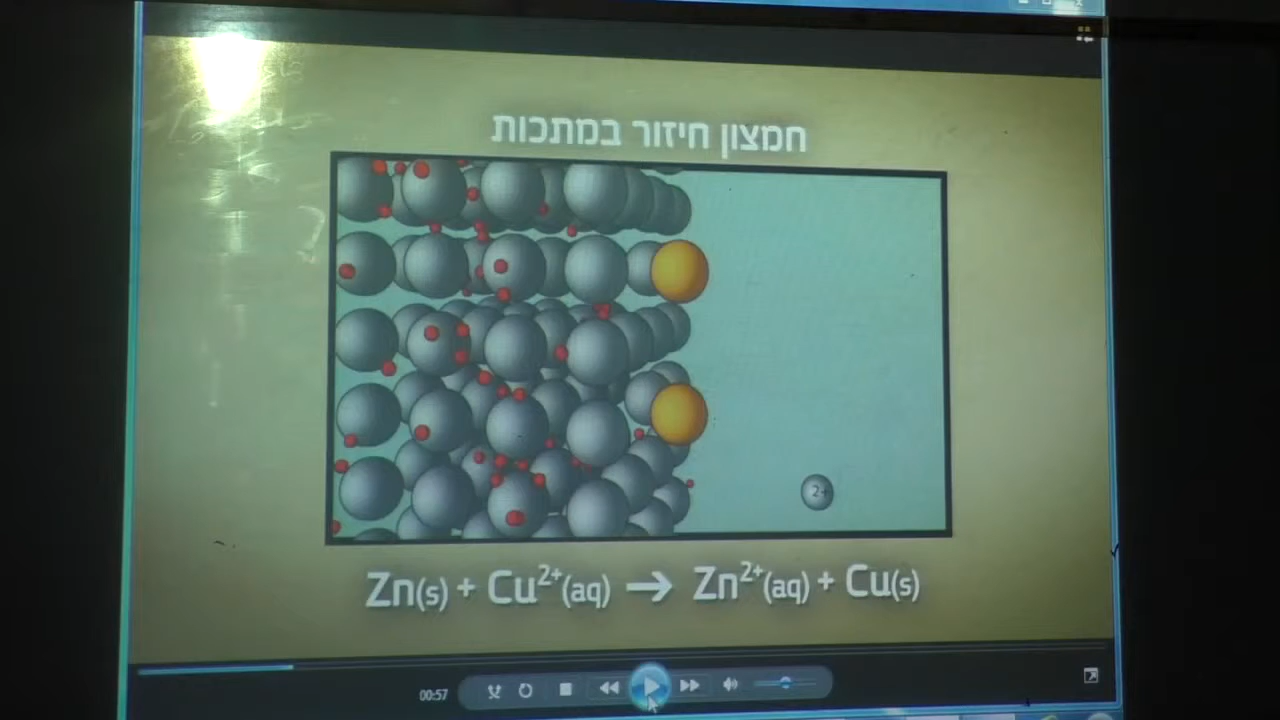 חמצון חיזור במתכות
2+
Zn(s) + Cu²⁺(aq) → Zn²⁺(aq) + Cu(s)
00:57